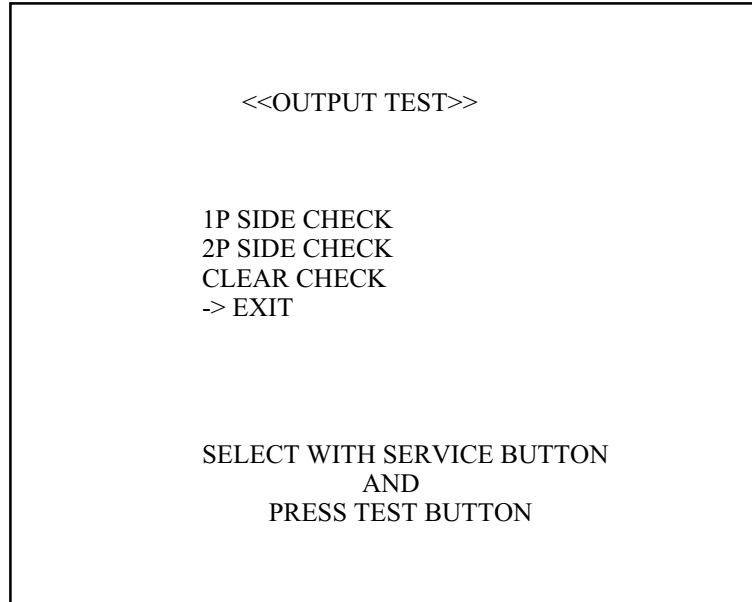 <<OUTPUT TEST>>
1P SIDE CHECK
2P SIDE CHECK
CLEAR CHECK
-> EXIT
SELECT WITH SERVICE BUTTON
AND
PRESS TEST BUTTON